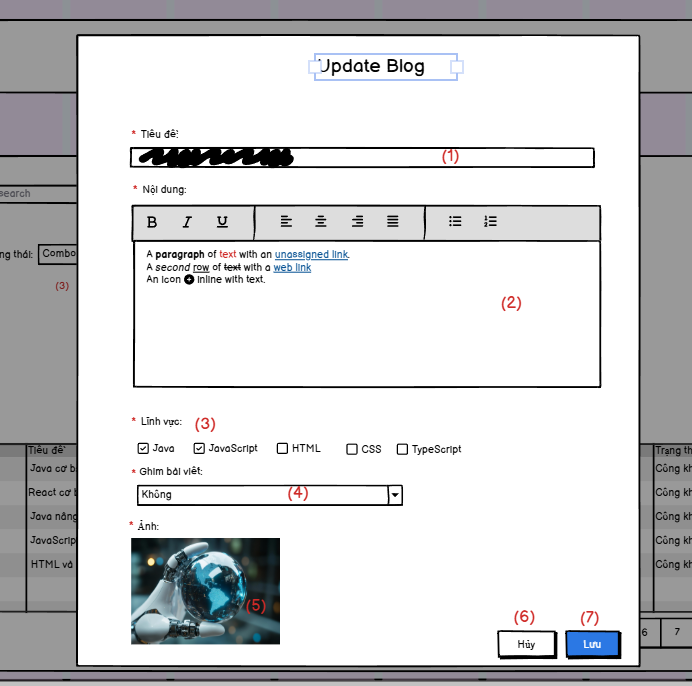 Update Blog
* Tiêu đề:
(1)
* Nội dung:
B I U
A paragraph of text with an unassigned link.
A second row of text with a web link
An icon inline with text.
(2)
* Lĩnh vực: (3)
Java JavaScript HTML CSS TypeScript
* Ghim bài viết:
Không (4)
* Ảnh:
(5)
(6) (7)
Hủy Lưu
search
ng thái: Combo
(3)
Tiêu đề Trạng th
Java cơ b Công kh
React cơ b Công kh
Java nâng Công kh
JavaScrip Công kh
HTML và Công kh
6 7